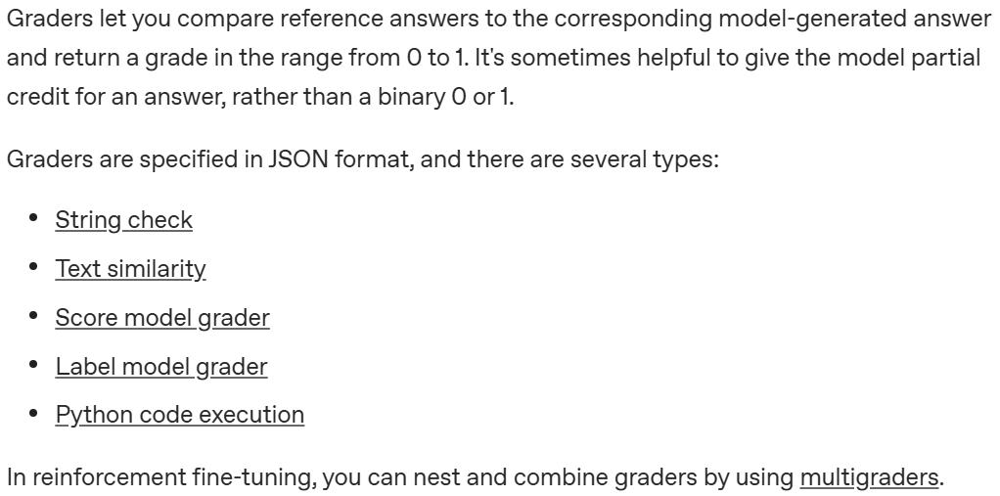 Graders let you compare reference answers to the corresponding model-generated answer
and return a grade in the range from 0 to 1. It's sometimes helpful to give the model partial
credit for an answer, rather than a binary 0 or 1.
Graders are specified in JSON format, and there are several types:
• String check
• Text similarity
• Score model grader
• Label model grader
• Python code execution
In reinforcement fine-tuning, you can nest and combine graders by using multigraders.